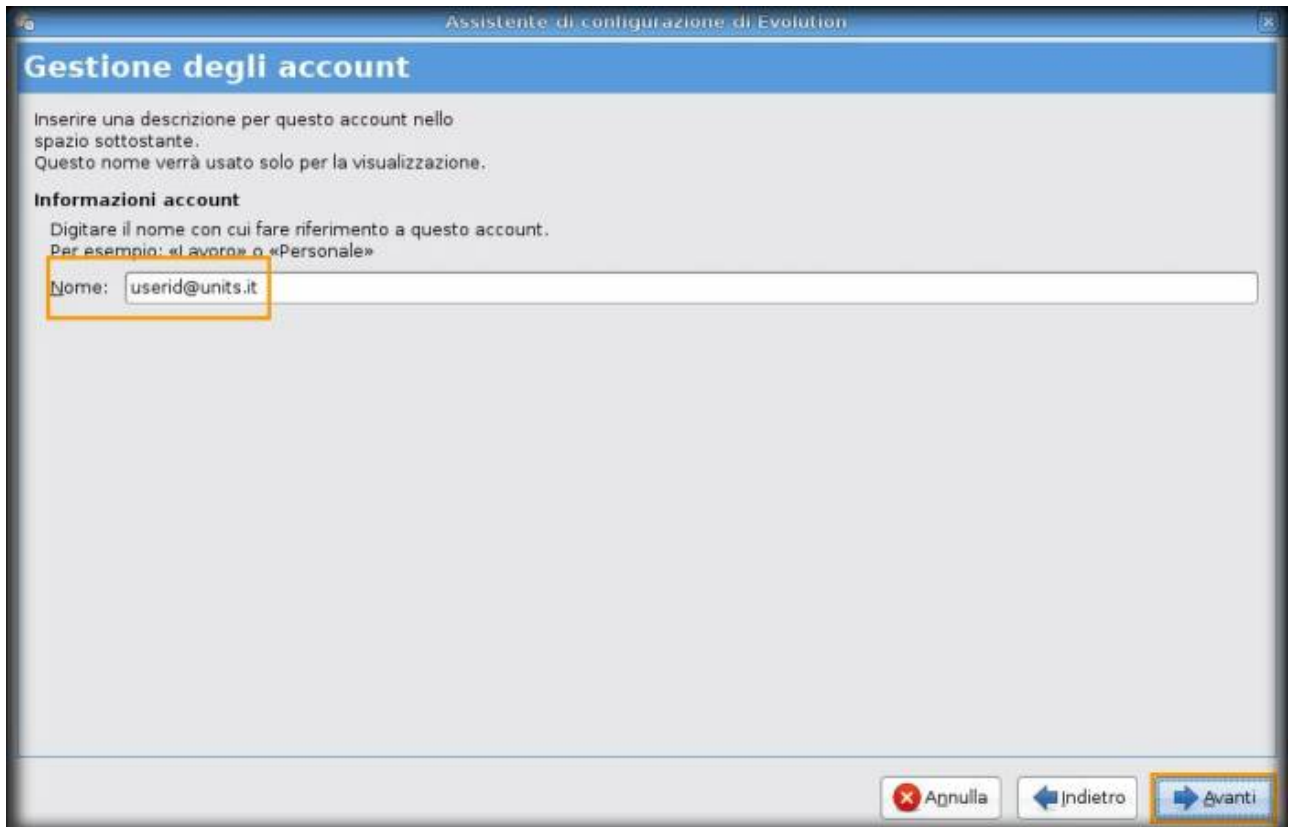 Assistente di configurazione di Evolution
Gestione degli account
Inserire una descrizione per questo account nello
spazio sottostante.
Questo nome verrà usato solo per la visualizzazione.
Informazioni account
Digitare il nome con cui fare riferimento a questo account.
Per esempio: «Lavoro» o «Personale»
Nome: userid@units.it
Annulla Indietro Avanti